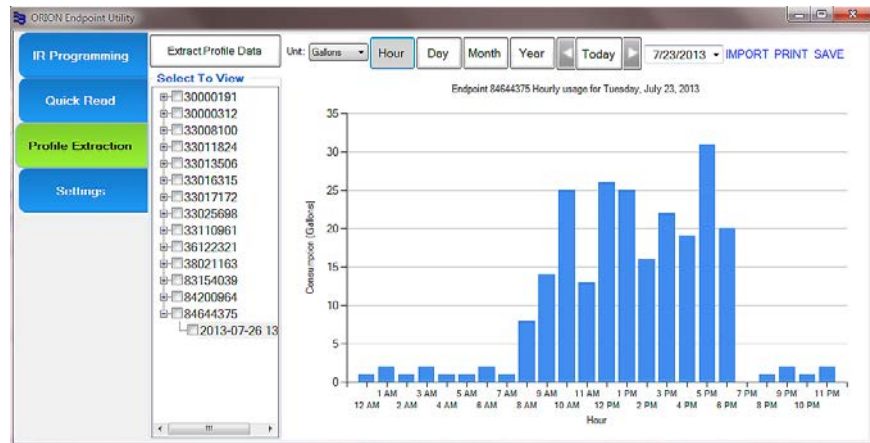 ORION Endpoint Utility
IR Programming
Quick Read
Profile Extraction
Settings
Extract Profile Data
Unit: Gallons Hour Day Month Year Today 7/23/2013 IMPORT PRINT SAVE
Select To View
30000191
30000312
33008100
33011824
33013506
33016315
33017172
33025698
33110961
36122321
38021163
83154039
84200964
84644375
2013-07-26 13
Endpoint 84644375 Hourly usage for Tuesday, July 23, 2013
Consumption [Gallons]
35
30
25
20
15
10
5
0
1 AM 3 AM 5 AM 7 AM 9 AM 11 AM 1 PM 3 PM 5 PM 7 PM 9 PM 11 PM
12 AM 2 AM 4 AM 6 AM 8 AM 10 AM 12 PM 2 PM 4 PM 6 PM 8 PM 10 PM
Hour